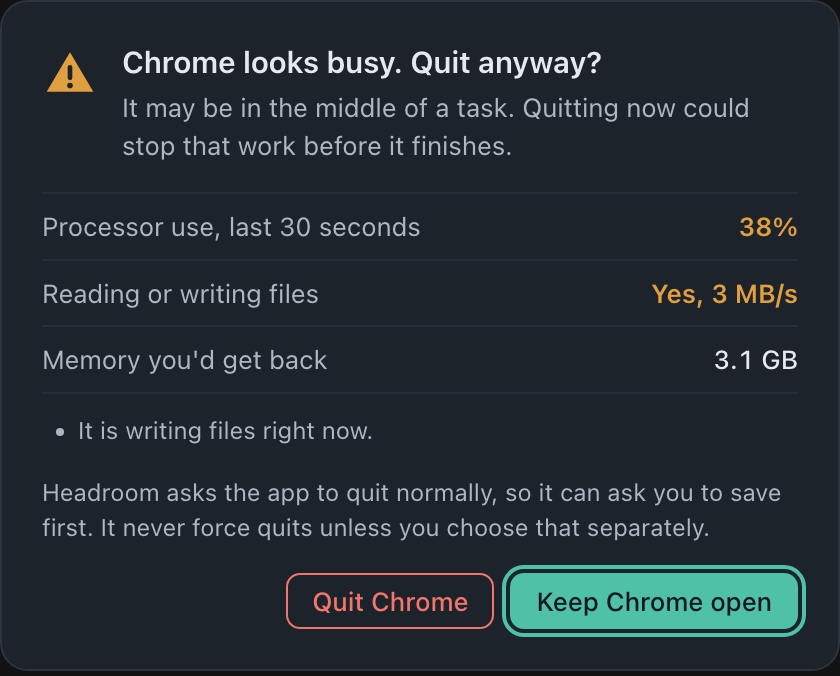 Chrome looks busy. Quit anyway?
It may be in the middle of a task. Quitting now could
stop that work before it finishes.
Processor use, last 30 seconds 38%
Reading or writing files Yes, 3 MB/s
Memory you'd get back 3.1 GB
• It is writing files right now.
Headroom asks the app to quit normally, so it can ask you to save
first. It never force quits unless you choose that separately.
Quit Chrome Keep Chrome open